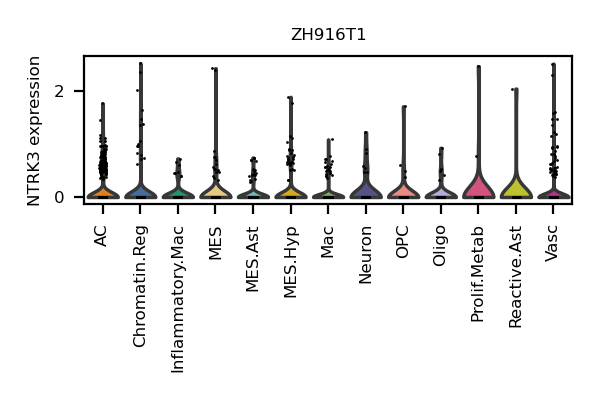 ZH916T1
NTRK3 expression
2
0
AC
Chromatin.Reg
Inflammatory.Mac
MES
MES.Ast
MES.Hyp
Mac
Neuron
OPC
Oligo
Prolif.Metab
Reactive.Ast
Vasc